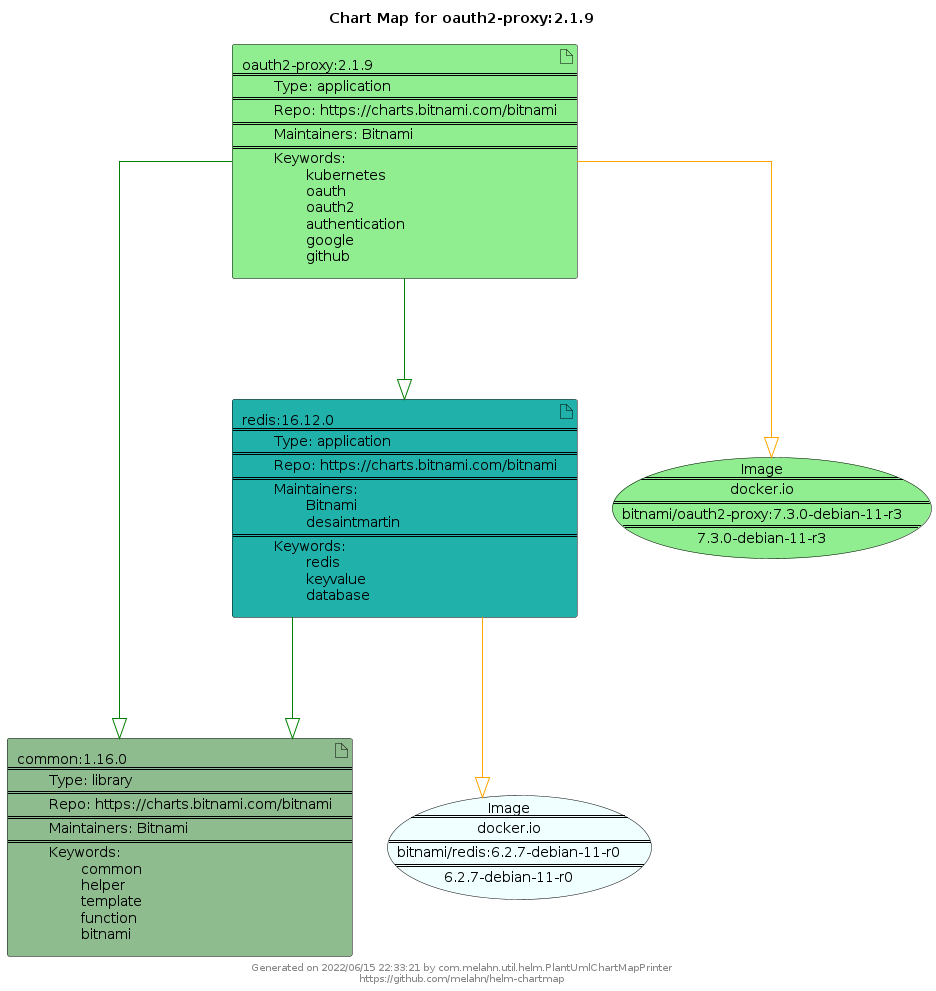 Chart Map for oauth2-proxy:2.1.9
oauth2-proxy:2.1.9
Type: application
Repo: https://charts.bitnami.com/bitnami
Maintainers: Bitnami
Keywords:
kubernetes
oauth
oauth2
authentication
google
github
redis:16.12.0
Type: application
Repo: https://charts.bitnami.com/bitnami
Maintainers:
Bitnami
desaintmartin
Keywords:
redis
keyvalue
database
Image
docker.io
bitnami/oauth2-proxy:7.3.0-debian-11-r3
7.3.0-debian-11-r3
common:1.16.0
Type: library
Repo: https://charts.bitnami.com/bitnami
Maintainers: Bitnami
Keywords:
common
helper
template
function
bitnami
Image
docker.io
bitnami/redis:6.2.7-debian-11-r0
6.2.7-debian-11-r0
Generated on 2022/06/15 22:33:21 by com.melahn.util.helm.PlantUmlChartMapPrinter
https://github.com/melahn/helm-chartmap